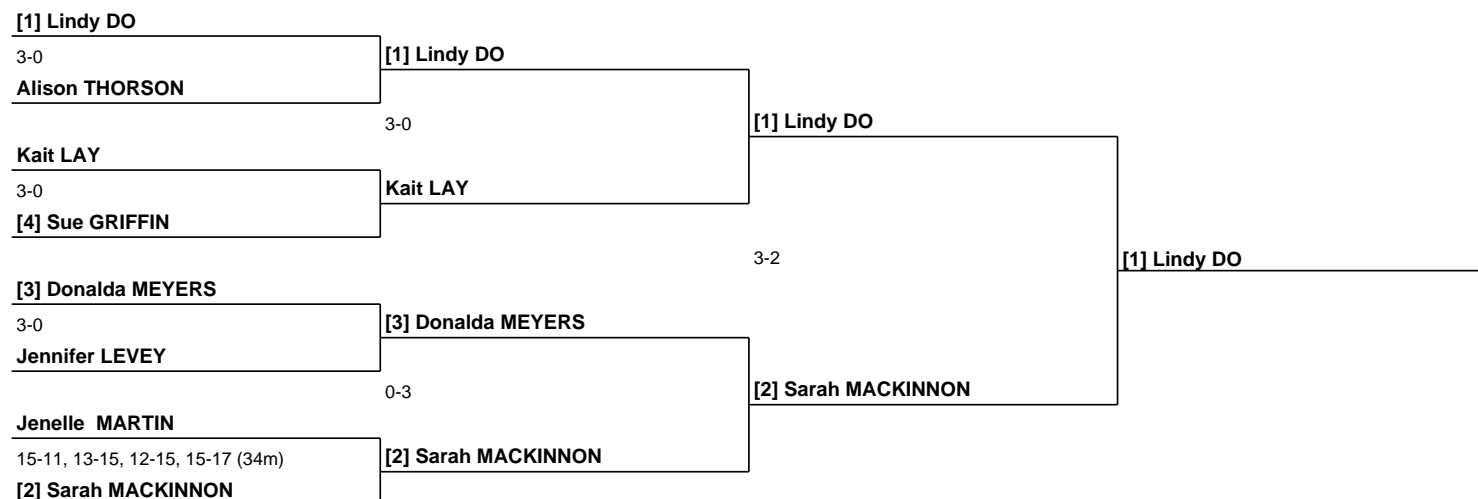 [1] Lindy DO
3-0
Alison THORSON
[1] Lindy DO
3-0
Kait LAY
3-0
[4] Sue GRIFFIN
Kait LAY
[1] Lindy DO
3-2
[1] Lindy DO
[3] Donalda MEYERS
3-0
Jennifer LEVEY
[3] Donalda MEYERS
0-3
[2] Sarah MACKINNON
Jenelle  MARTIN
15-11, 13-15, 12-15, 15-17 (34m)
[2] Sarah MACKINNON
[2] Sarah MACKINNON